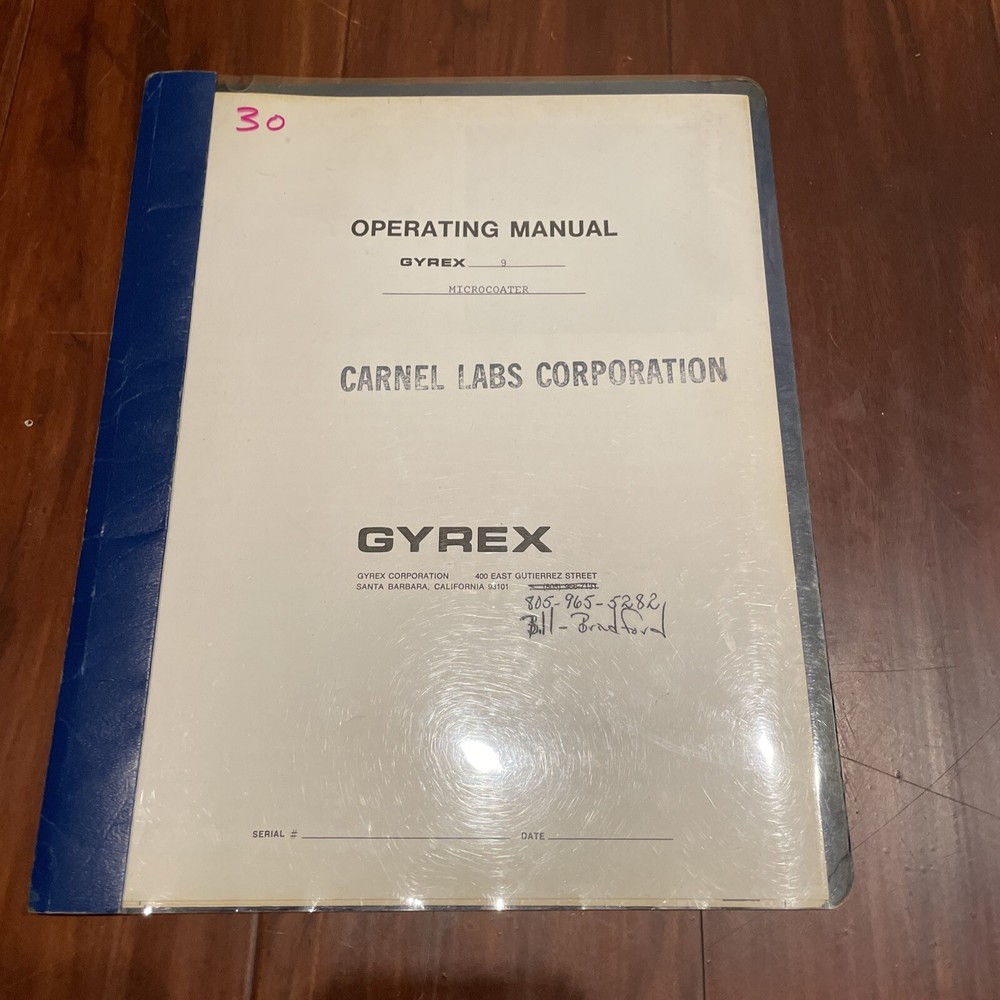 30
OPERATING MANUAL
GYREX 9
MICROCOATER
CARNEL LABS CORPORATION
GYREX
GYREX CORPORATION 400 EAST GUTIERREZ STREET
SANTA BARBARA, CALIFORNIA 93101
805-965-5282
Bill - Bradford
SERIAL # DATE